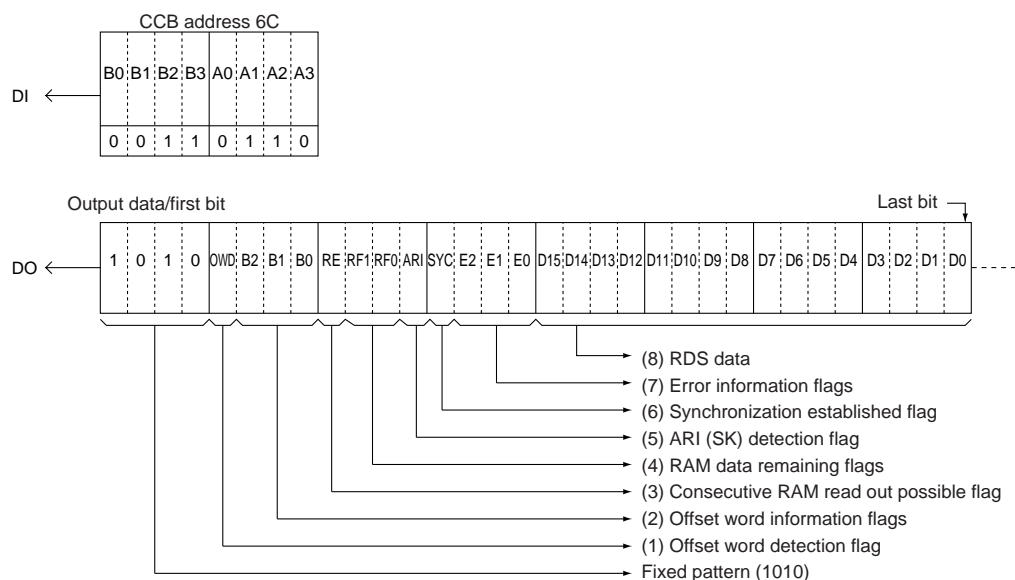 CCB address 6C
B0 B1 B2 B3 A0 A1 A2 A3
DI
0 0 1 1 0 1 1 0
Output data/first bit
Last bit
DO
1 0 1 0 OWD B2 B1 B0 RE RF1 RF0 ARI SYC E2 E1 E0 D15 D14 D13 D12 D11 D10 D9 D8 D7 D6 D5 D4 D3 D2 D1 D0
(8) RDS data
(7) Error information flags
(6) Synchronization established flag
(5) ARI (SK) detection flag
(4) RAM data remaining flags
(3) Consecutive RAM read out possible flag
(2) Offset word information flags
(1) Offset word detection flag
Fixed pattern (1010)